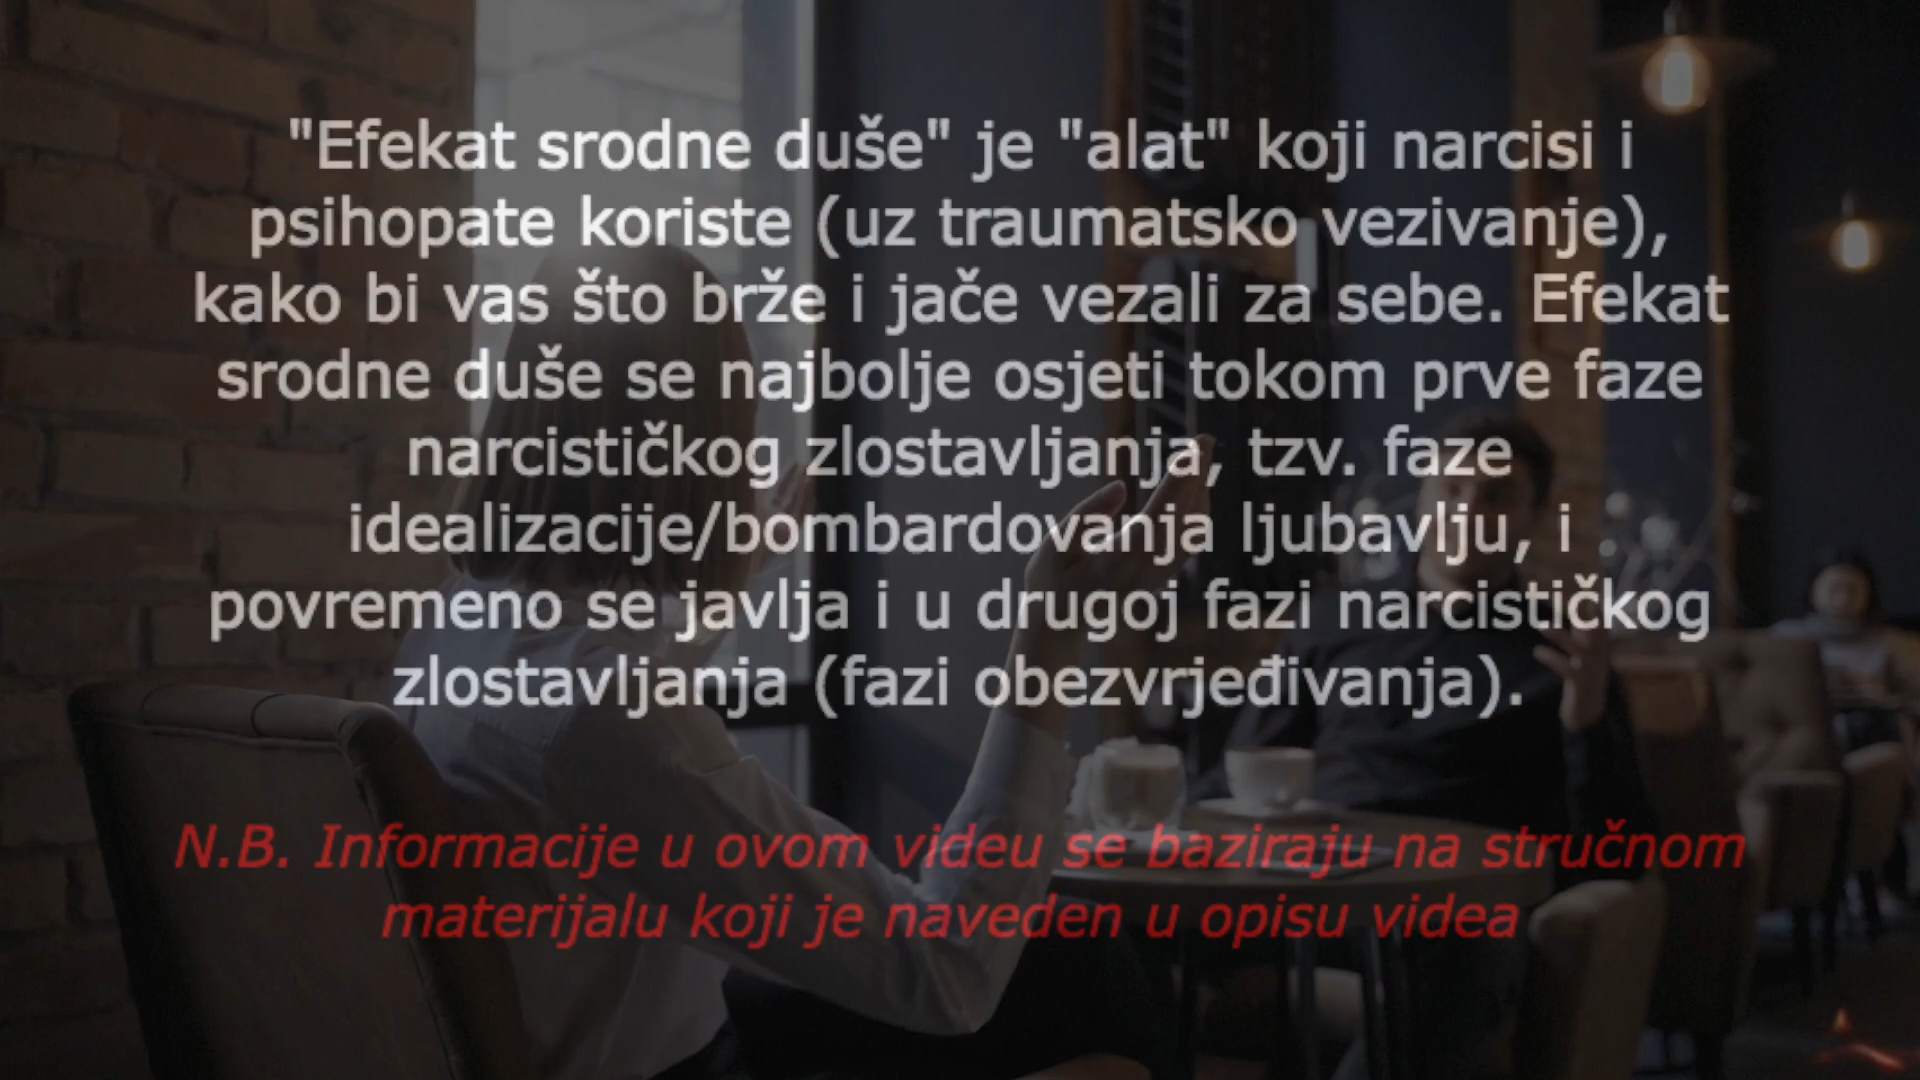 "Efekat srodne duše" je "alat" koji narcisi i
psihopate koriste (uz traumatsko vezivanje),
kako bi vas što brže i jače vezali za sebe. Efekat
srodne duše se najbolje osjeti tokom prve faze
narcističkog zlostavljanja, tzv. faze
idealizacije/bombardovanja ljubavlju, i
povremeno se javlja i u drugoj fazi narcističkog
zlostavljanja (fazi obezvrjeđivanja).
N.B. Informacije u ovom videu se baziraju na stručnom
materijalu koji je naveden u opisu videa